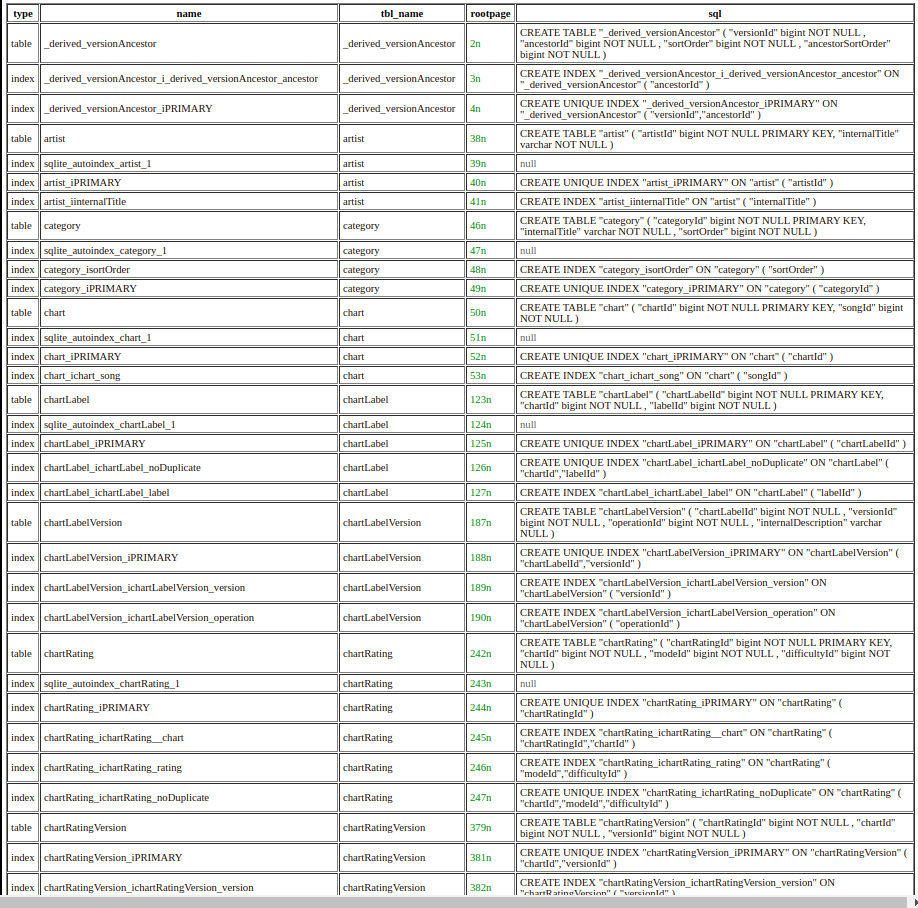 type name tbl_name rootpage sql
table _derived_versionAncestor _derived_versionAncestor 2n CREATE TABLE "_derived_versionAncestor" ( "versionId" bigint NOT NULL ,
"ancestorId" bigint NOT NULL , "sortOrder" bigint NOT NULL , "ancestorSortOrder"
bigint NOT NULL )
index _derived_versionAncestor_i_derived_versionAncestor_ancestor _derived_versionAncestor 3n CREATE INDEX "_derived_versionAncestor_i_derived_versionAncestor_ancestor" ON
"_derived_versionAncestor" ( "ancestorId" )
index _derived_versionAncestor_iPRIMARY _derived_versionAncestor 4n CREATE UNIQUE INDEX "_derived_versionAncestor_iPRIMARY" ON
"_derived_versionAncestor" ( "versionId","ancestorId" )
table artist artist 38n CREATE TABLE "artist" ( "artistId" bigint NOT NULL PRIMARY KEY, "internalTitle"
varchar NOT NULL )
index sqlite_autoindex_artist_1 artist 39n null
index artist_iPRIMARY artist 40n CREATE UNIQUE INDEX "artist_iPRIMARY" ON "artist" ( "artistId" )
index artist_iinternalTitle artist 41n CREATE INDEX "artist_iinternalTitle" ON "artist" ( "internalTitle" )
table category category 46n CREATE TABLE "category" ( "categoryId" bigint NOT NULL PRIMARY KEY,
"internalTitle" varchar NOT NULL , "sortOrder" bigint NOT NULL )
index sqlite_autoindex_category_1 category 47n null
index category_isortOrder category 48n CREATE INDEX "category_isortOrder" ON "category" ( "sortOrder" )
index category_iPRIMARY category 49n CREATE UNIQUE INDEX "category_iPRIMARY" ON "category" ( "categoryId" )
table chart chart 50n CREATE TABLE "chart" ( "chartId" bigint NOT NULL PRIMARY KEY, "songId" bigint
NOT NULL )
index sqlite_autoindex_chart_1 chart 51n null
index chart_iPRIMARY chart 52n CREATE UNIQUE INDEX "chart_iPRIMARY" ON "chart" ( "chartId" )
index chart_ichart_song chart 53n CREATE INDEX "chart_ichart_song" ON "chart" ( "songId" )
table chartLabel chartLabel 123n CREATE TABLE "chartLabel" ( "chartLabelId" bigint NOT NULL PRIMARY KEY,
"chartId" bigint NOT NULL , "labelId" bigint NOT NULL )
index sqlite_autoindex_chartLabel_1 chartLabel 124n null
index chartLabel_iPRIMARY chartLabel 125n CREATE UNIQUE INDEX "chartLabel_iPRIMARY" ON "chartLabel" ( "chartLabelId" )
index chartLabel_ichartLabel_noDuplicate chartLabel 126n CREATE UNIQUE INDEX "chartLabel_ichartLabel_noDuplicate" ON "chartLabel" (
"chartId","labelId" )
index chartLabel_ichartLabel_label chartLabel 127n CREATE INDEX "chartLabel_ichartLabel_label" ON "chartLabel" ( "labelId" )
table chartLabelVersion chartLabelVersion 187n CREATE TABLE "chartLabelVersion" ( "chartLabelId" bigint NOT NULL , "versionId"
bigint NOT NULL , "operationId" bigint NOT NULL , "internalDescription" varchar
NULL )
index chartLabelVersion_iPRIMARY chartLabelVersion 188n CREATE UNIQUE INDEX "chartLabelVersion_iPRIMARY" ON "chartLabelVersion" (
"chartLabelId","versionId" )
index chartLabelVersion_ichartLabelVersion_version chartLabelVersion 189n CREATE INDEX "chartLabelVersion_ichartLabelVersion_version" ON
"chartLabelVersion" ( "versionId" )
index chartLabelVersion_ichartLabelVersion_operation chartLabelVersion 190n CREATE INDEX "chartLabelVersion_ichartLabelVersion_operation" ON
"chartLabelVersion" ( "operationId" )
table chartRating chartRating 242n CREATE TABLE "chartRating" ( "chartRatingId" bigint NOT NULL PRIMARY KEY,
"chartId" bigint NOT NULL , "modeId" bigint NOT NULL , "difficultyId" bigint NOT
NULL )
index sqlite_autoindex_chartRating_1 chartRating 243n null
index chartRating_iPRIMARY chartRating 244n CREATE UNIQUE INDEX "chartRating_iPRIMARY" ON "chartRating" (
"chartRatingId" )
index chartRating_ichartRating__chart chartRating 245n CREATE INDEX "chartRating_ichartRating__chart" ON "chartRating" (
"chartRatingId","chartId" )
index chartRating_ichartRating_rating chartRating 246n CREATE INDEX "chartRating_ichartRating_rating" ON "chartRating" (
"modeId","difficultyId" )
index chartRating_ichartRating_noDuplicate chartRating 247n CREATE UNIQUE INDEX "chartRating_ichartRating_noDuplicate" ON "chartRating" (
"chartId","modeId","difficultyId" )
table chartRatingVersion chartRatingVersion 379n CREATE TABLE "chartRatingVersion" ( "chartRatingId" bigint NOT NULL , "chartId"
bigint NOT NULL , "versionId" bigint NOT NULL )
index chartRatingVersion_iPRIMARY chartRatingVersion 381n CREATE UNIQUE INDEX "chartRatingVersion_iPRIMARY" ON "chartRatingVersion" (
"chartId","versionId" )
index chartRatingVersion_ichartRatingVersion_version chartRatingVersion 382n CREATE INDEX "chartRatingVersion_ichartRatingVersion_version" ON
"chartRatingVersion" ( "versionId" )